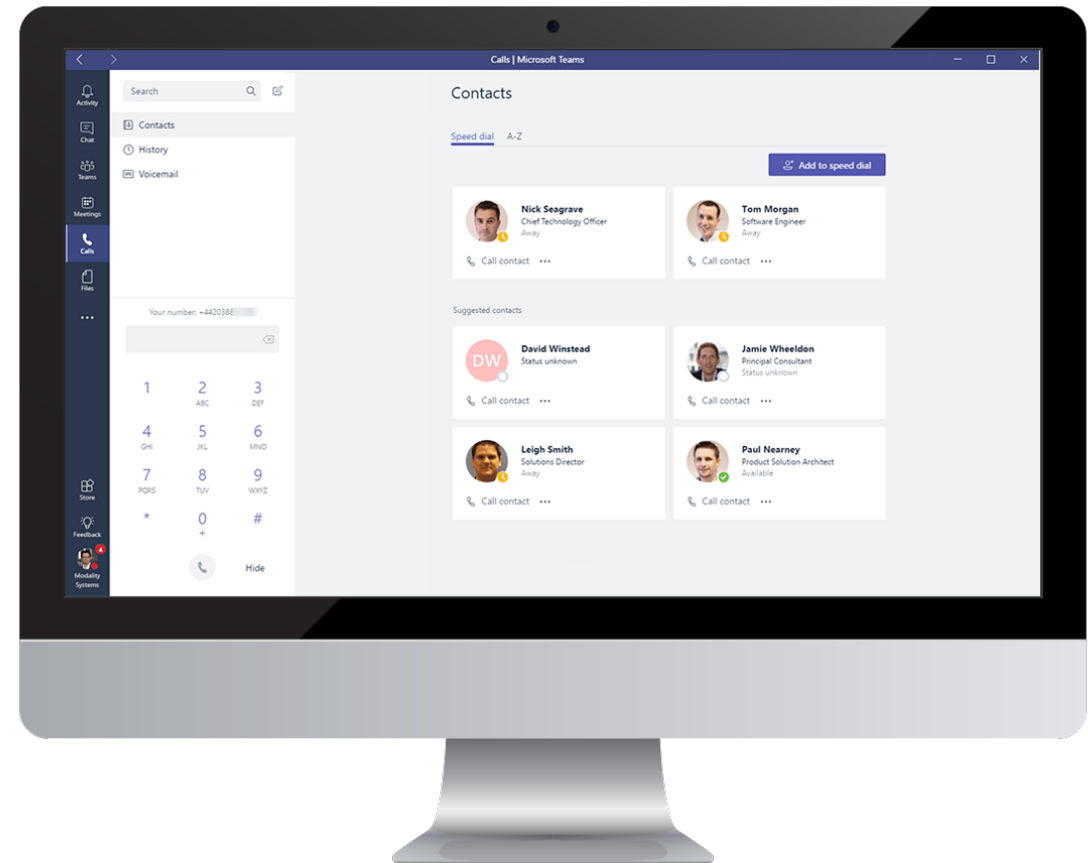 Calls | Microsoft Teams
Activity
Chat
Teams
Meetings
Calls
Files
Store
Feedback
4
Modality
Systems
Search
Contacts
History
Voicemail
Your number: +4420388
1
2
ABC
3
DEF
4
GHI
5
JKL
6
MNO
7
PQRS
8
TUV
9
WXYZ
*
0
+
#
Hide
Contacts
Speed dial A-Z
Add to speed dial
Nick Seagrave
Chief Technology Officer
Away
Call contact
Tom Morgan
Software Engineer
Away
Call contact
Suggested contacts
DW
David Winstead
Status unknown
Call contact
Jamie Wheeldon
Principal Consultant
Status unknown
Call contact
Leigh Smith
Solutions Director
Away
Call contact
Paul Nearney
Product Solution Architect
Available
Call contact